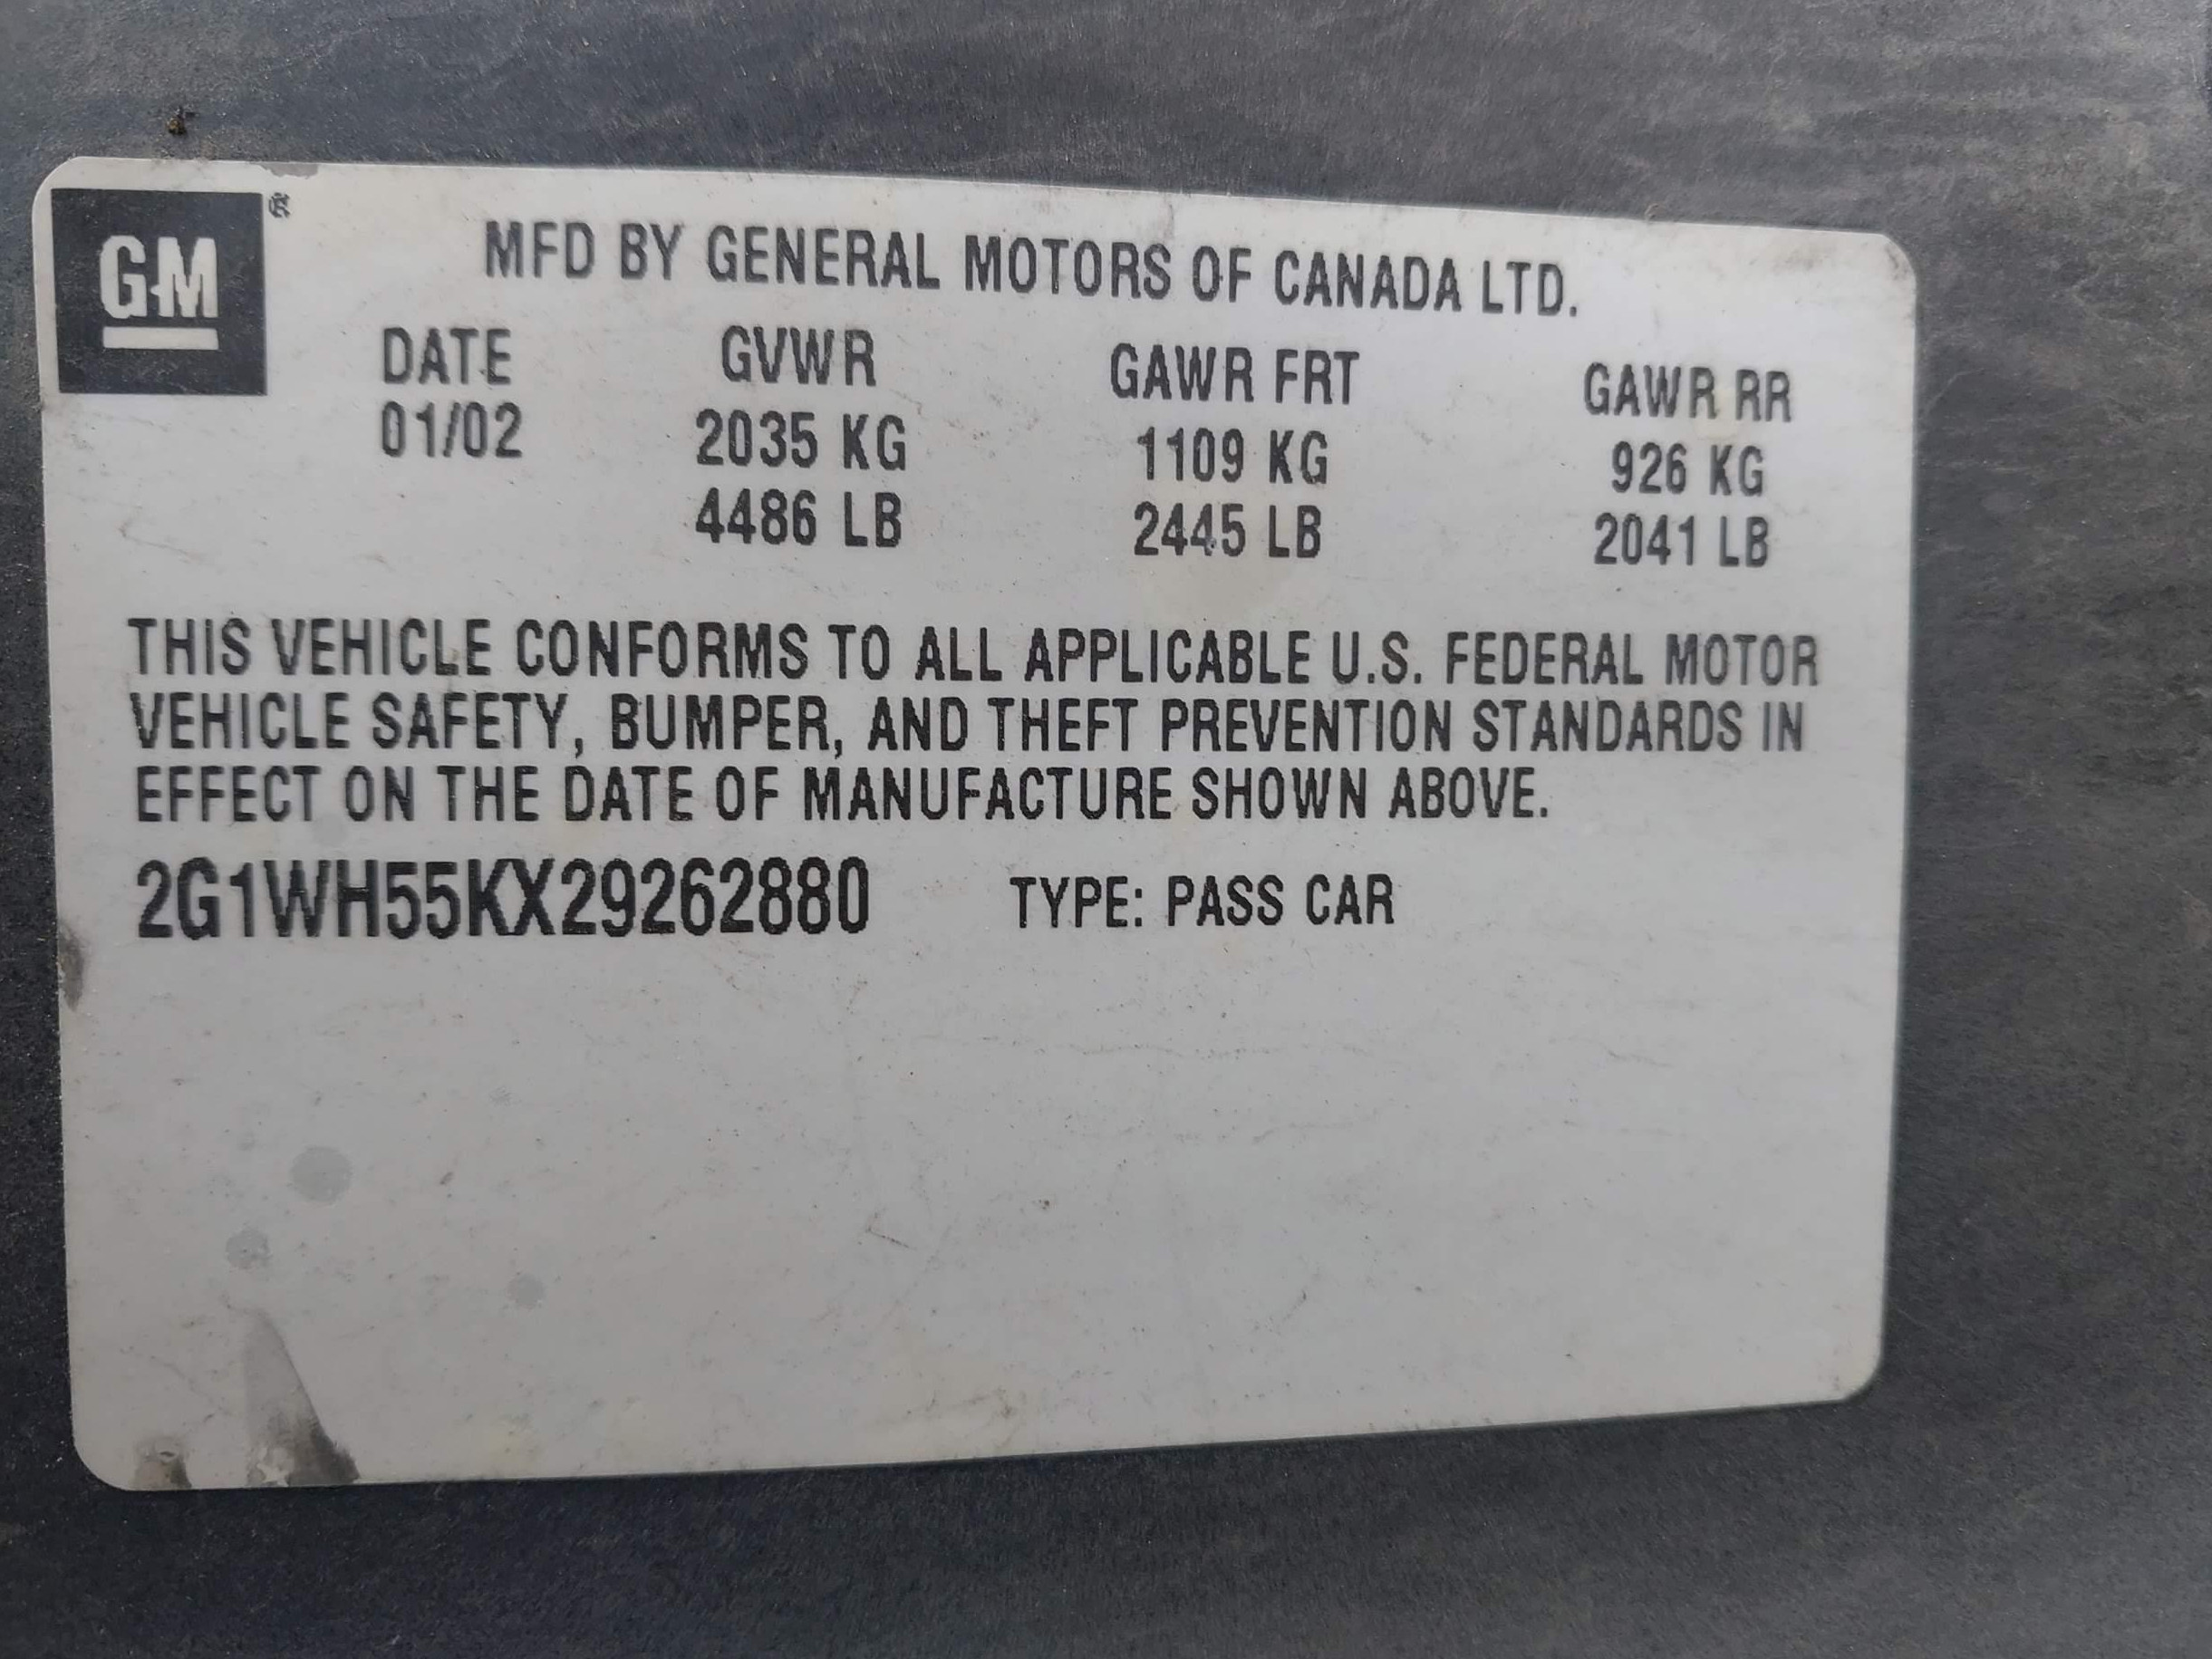 GM ®
MFD BY GENERAL MOTORS OF CANADA LTD.
DATE GVWR GAWR FRT GAWR RR
01/02 2035 KG 1109 KG 926 KG
4486 LB 2445 LB 2041 LB
THIS VEHICLE CONFORMS TO ALL APPLICABLE U.S. FEDERAL MOTOR
VEHICLE SAFETY, BUMPER, AND THEFT PREVENTION STANDARDS IN
EFFECT ON THE DATE OF MANUFACTURE SHOWN ABOVE.
2G1WH55KX29262880 TYPE: PASS CAR